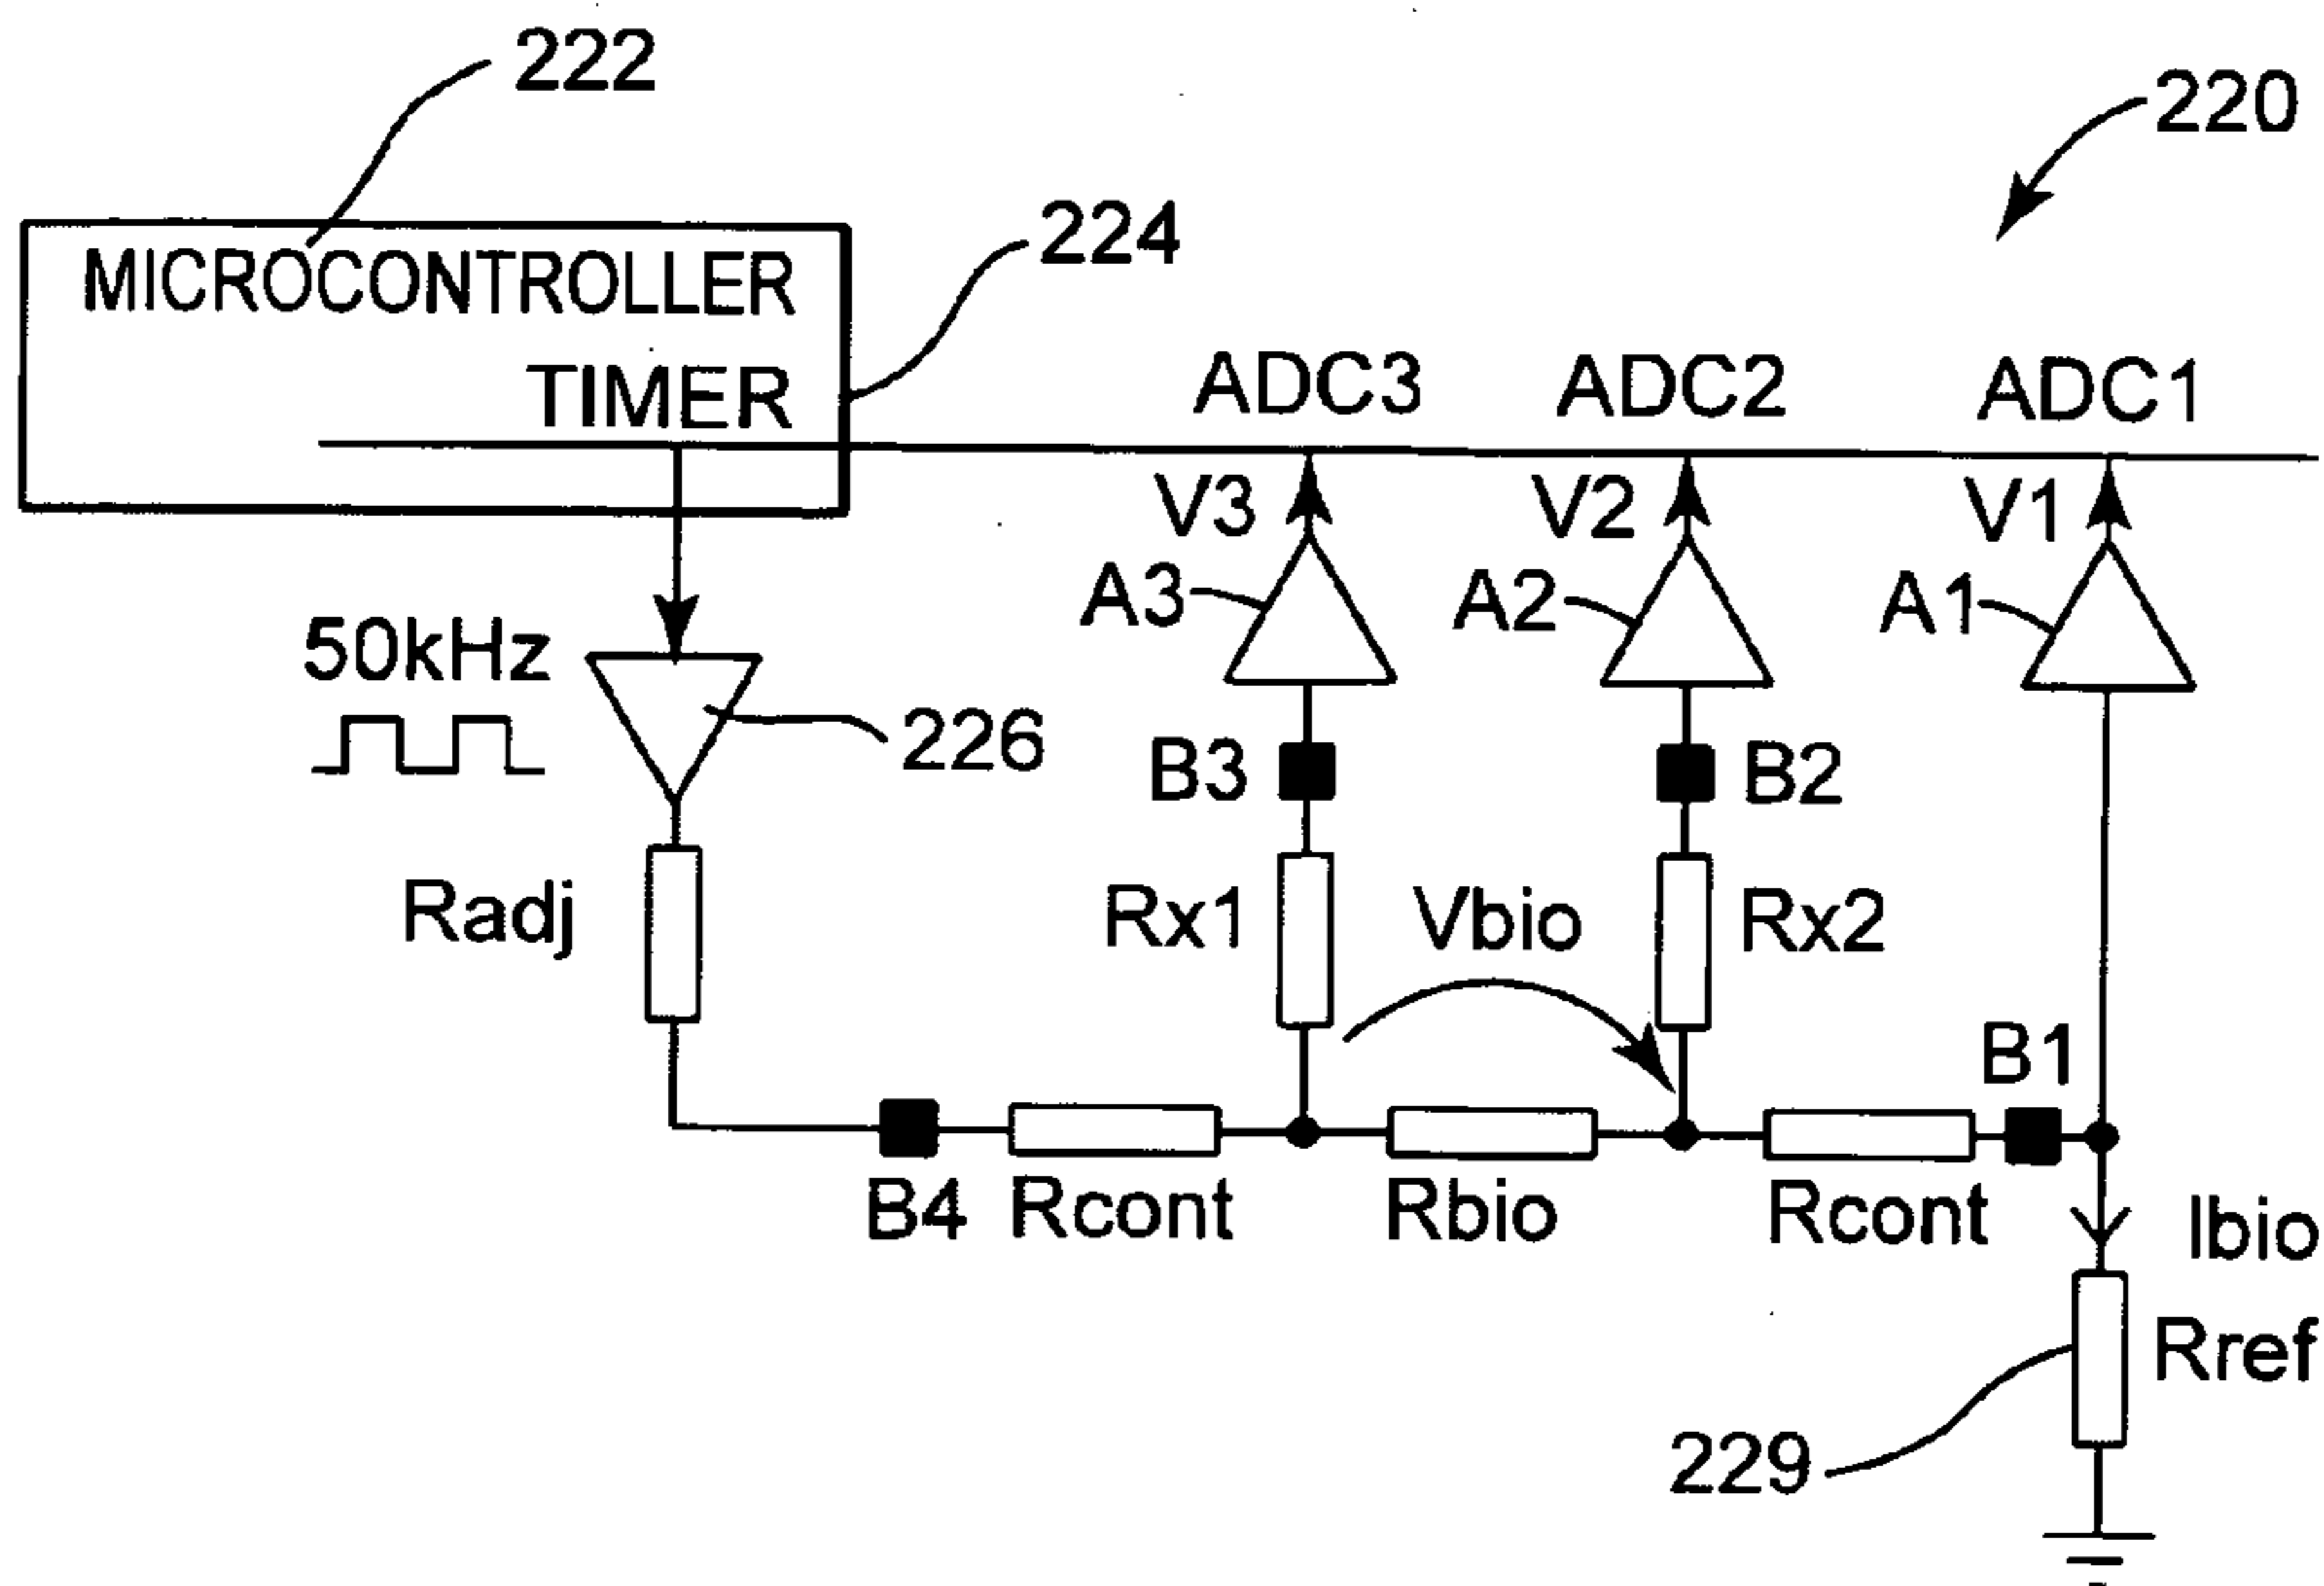 222
220
224
MICROCONTROLLER
TIMER
ADC3
ADC2
ADC1
V3
V2
V1
A3
A2
A1
50kHz
226
B3
B2
Radj
Rx1
Vbio
Rx2
B1
B4
Rcont
Rbio
Rcont
Ibio
Rref
229